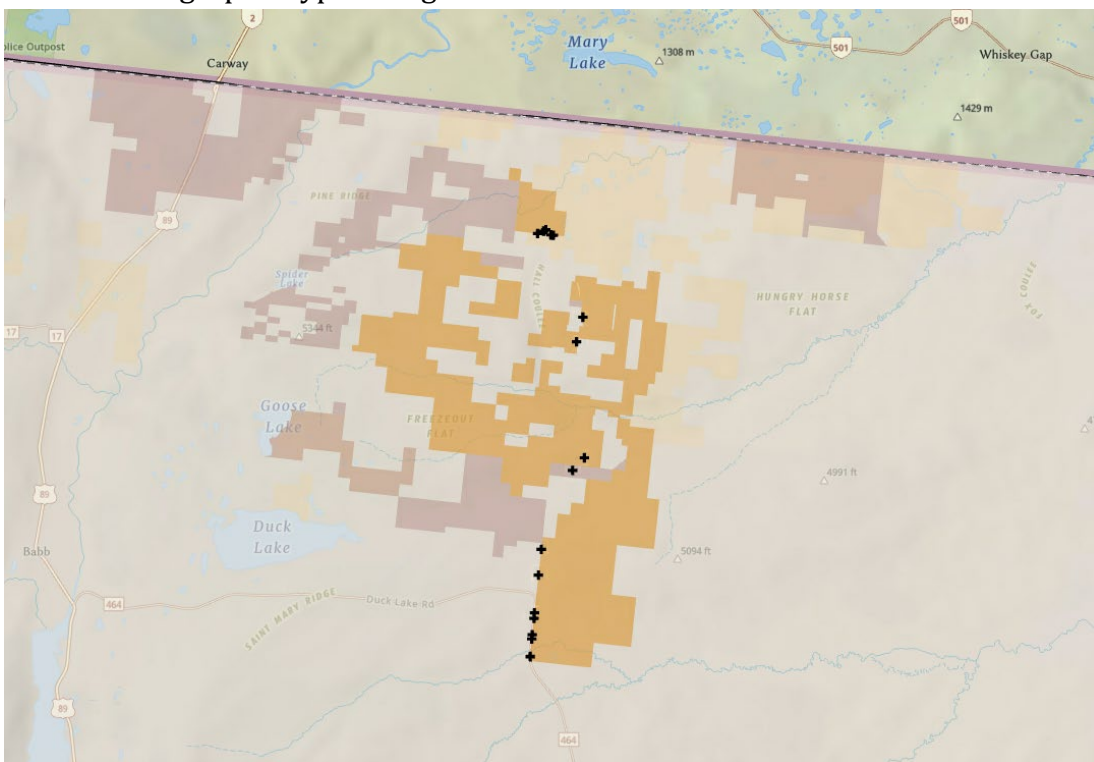 2
501
olice Outpost
Mary
Lake
1308 m
501
Whiskey Gap
Carway
1429 m
PINE RIDGE
89
Spider
Lake
HALL COULEE
HUNGRY HORSE
FLAT
FOX COULEE
17
17
5344 ft
Goose
Lake
FREEZEOUT
FLAT
4991 ft
89
Duck
Lake
Babb
5094 ft
464
Duck Lake Rd
SAINT MARY RIDGE
89
464